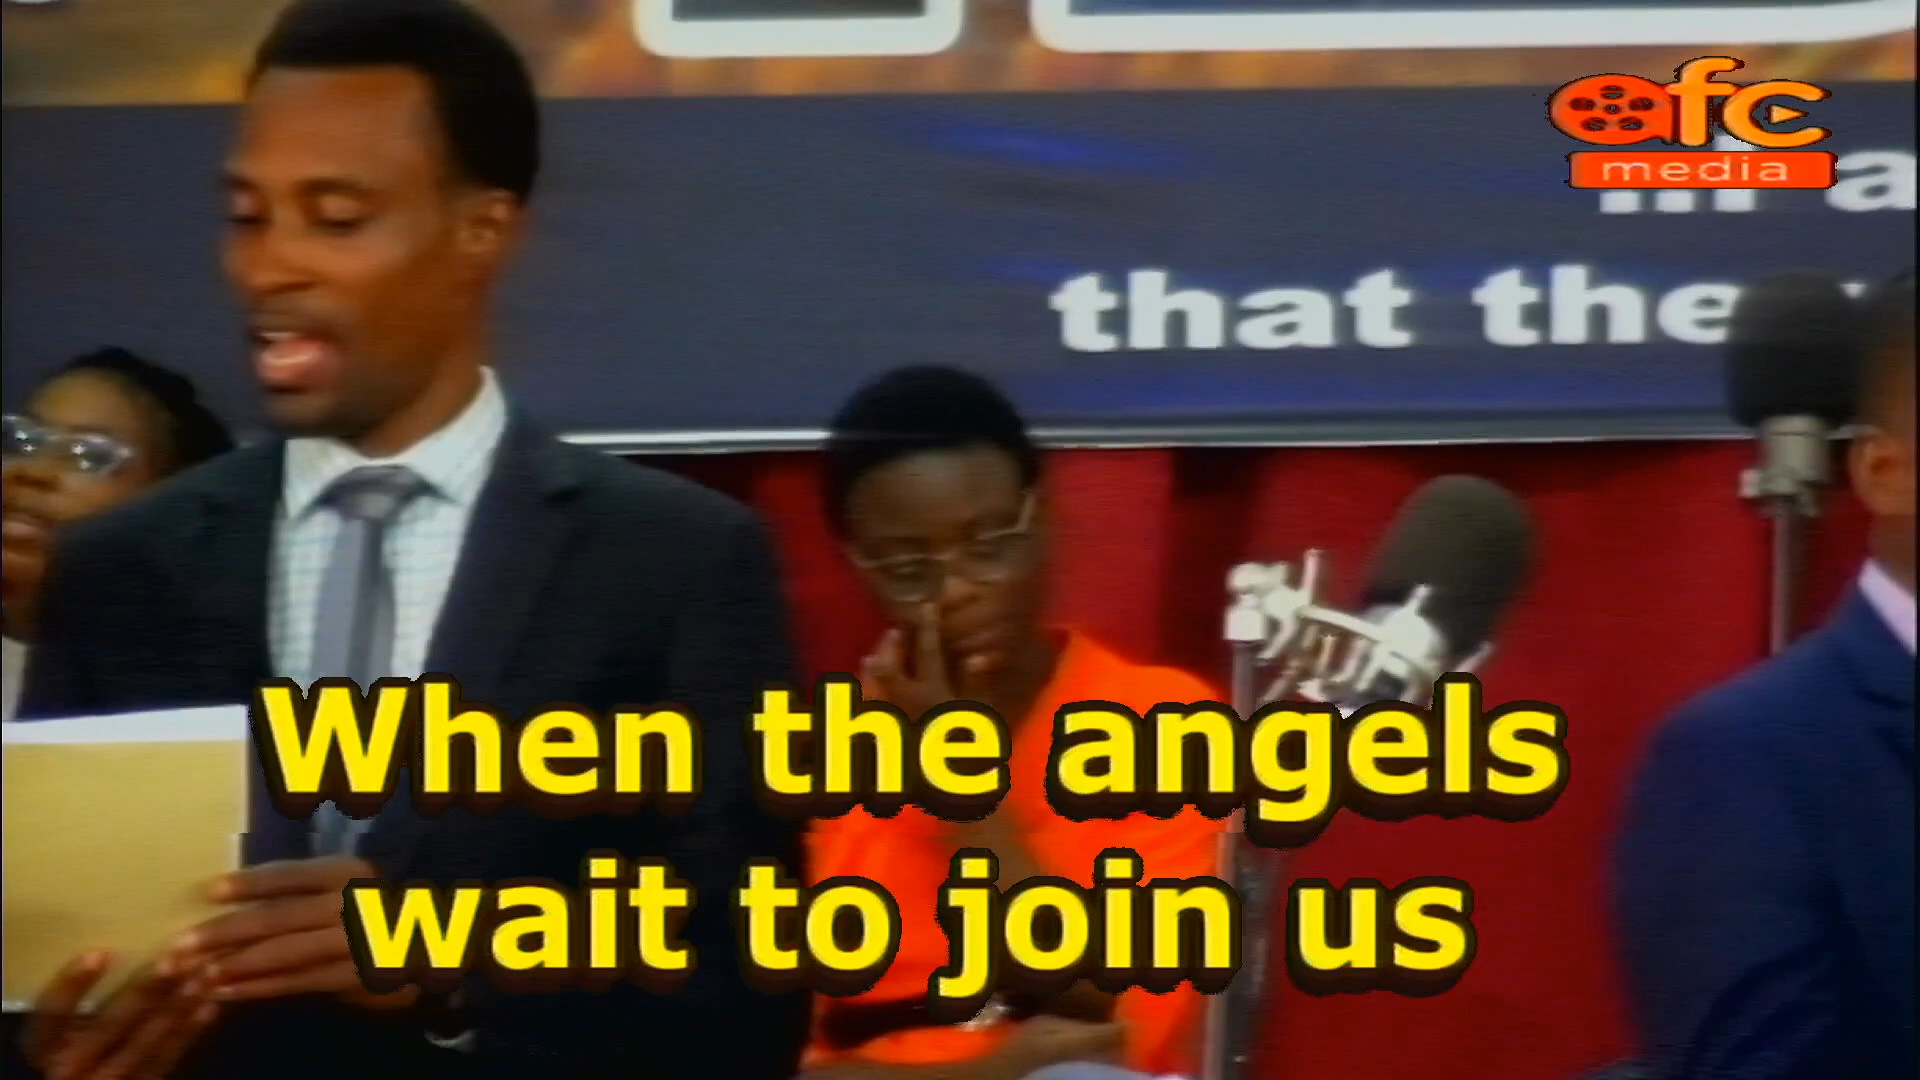 afc
media
that the
When the angels
wait to join us